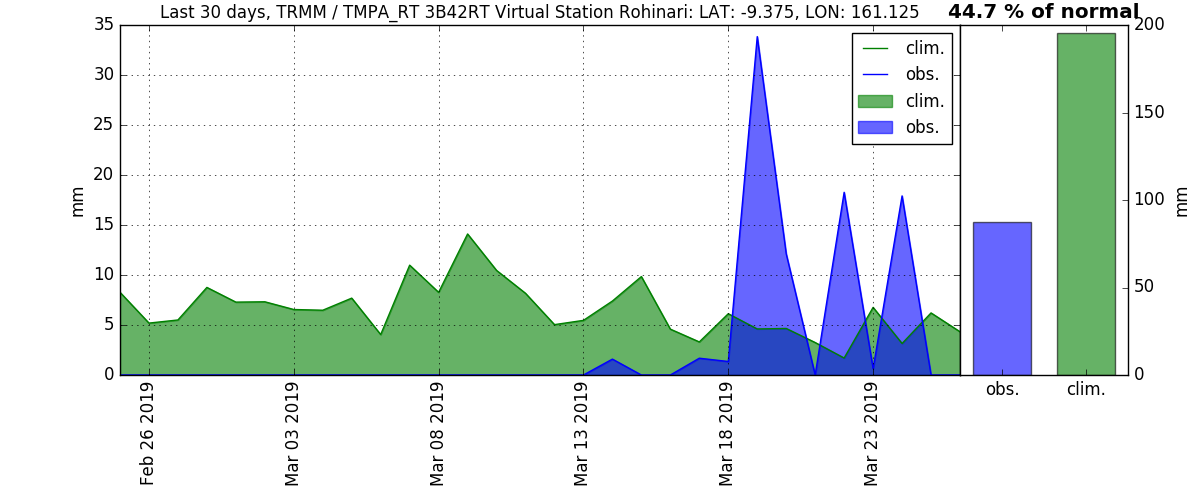 Last 30 days, TRMM / TMPA_RT 3B42RT Virtual Station Rohinari: LAT: -9.375, LON: 161.125
44.7 % of normal
35
30
25
20
15
10
5
0
mm
clim.
obs.
clim.
obs.
200
150
100
50
0
mm
obs.
clim.
Feb 26 2019
Mar 03 2019
Mar 08 2019
Mar 13 2019
Mar 18 2019
Mar 23 2019